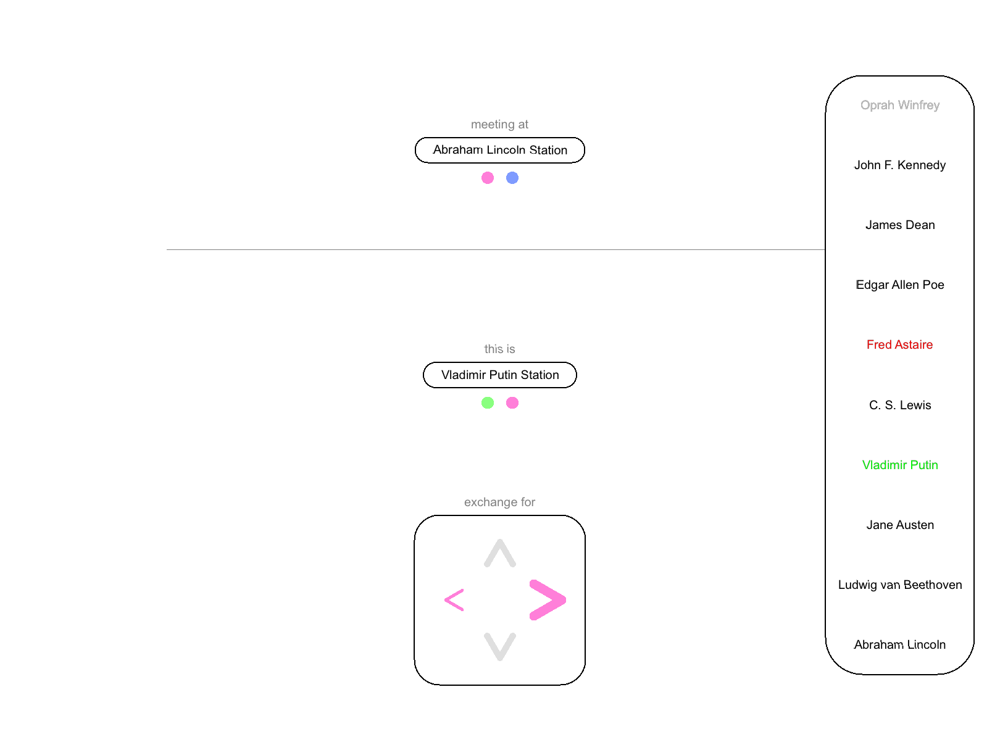 meeting at
Abraham Lincoln Station
this is
Vladimir Putin Station
exchange for
Oprah Winfrey
John F. Kennedy
James Dean
Edgar Allen Poe
Fred Astaire
C. S. Lewis
Vladimir Putin
Jane Austen
Ludwig van Beethoven
Abraham Lincoln